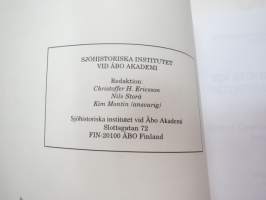 SJÖHISTORISKA INSTITUTET
VID ÅBO AKADEMI
Redaktion:
Christoffer H. Ericsson
Nils Storå
Kim Montin (ansvarig)
Sjöhistoriska institutet vid Åbo Akademi
Slottsgatan 72
FIN-20100 ÅBO Finland